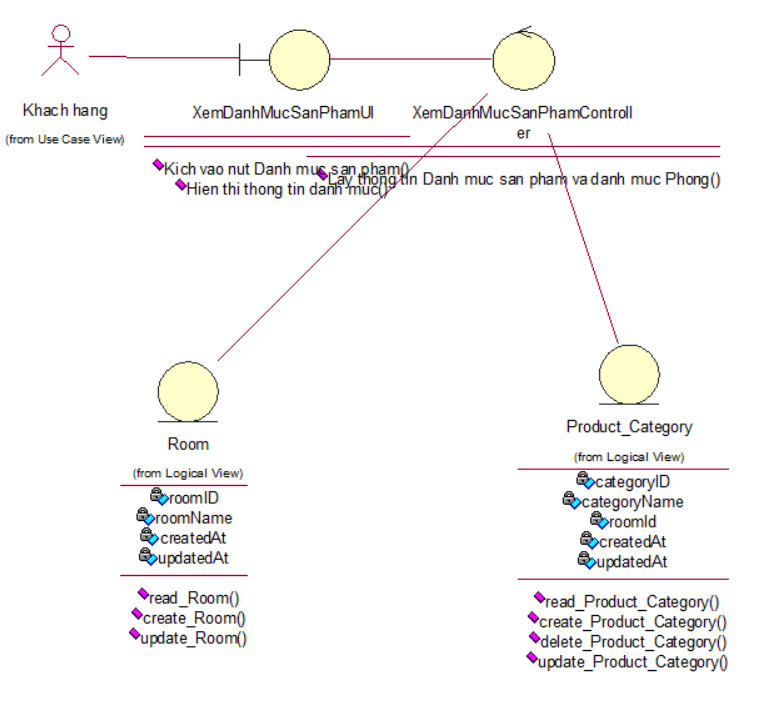 Khach hang
(from Use Case View)
XemDanhMucSanPhamUI
XemDanhMucSanPhamControll
er
Kich vao nut Danh muc san pham()
Hien thi thong tin danh muc()
Lay thong tin Danh muc san pham va danh muc Phong()
Room
(from Logical View)
roomID
roomName
createdAt
updatedAt
read_Room()
create_Room()
update_Room()
Product_Category
(from Logical View)
categoryID
categoryName
roomId
createdAt
updatedAt
read_Product_Category()
create_Product_Category()
delete_Product_Category()
update_Product_Category()